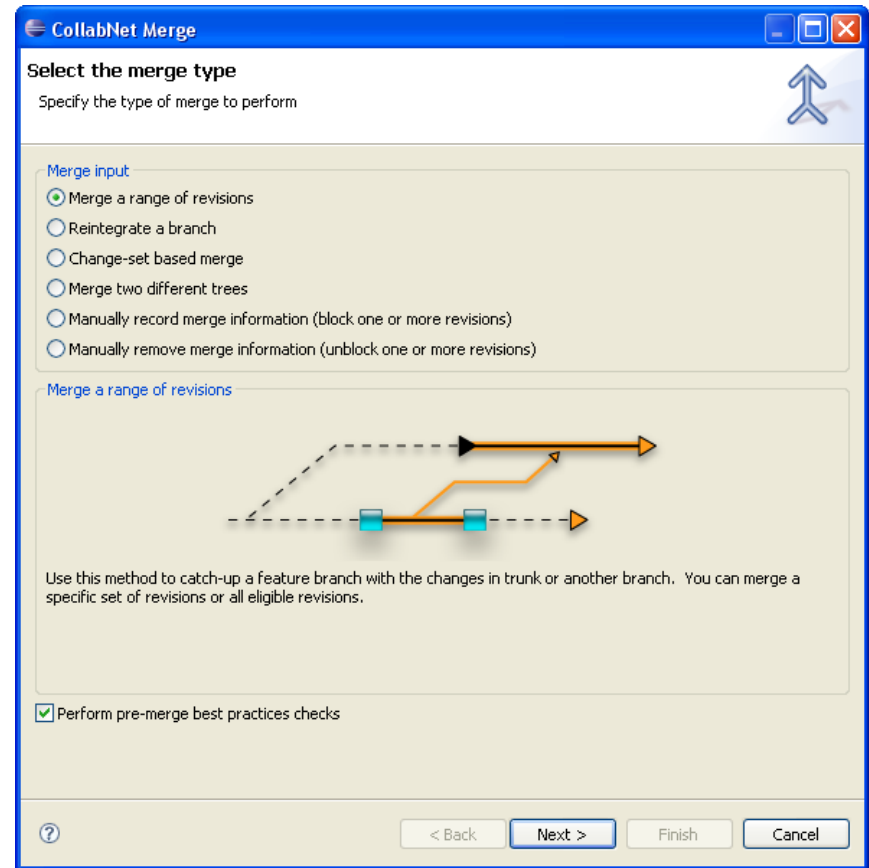 CollabNet Merge
Select the merge type
Specify the type of merge to perform
Merge input
Merge a range of revisions
Reintegrate a branch
Change-set based merge
Merge two different trees
Manually record merge information (block one or more revisions)
Manually remove merge information (unblock one or more revisions)
Merge a range of revisions
Use this method to catch-up a feature branch with the changes in trunk or another branch.  You can merge a
specific set of revisions or all eligible revisions.
Perform pre-merge best practices checks
?
< Back
Next >
Finish
Cancel